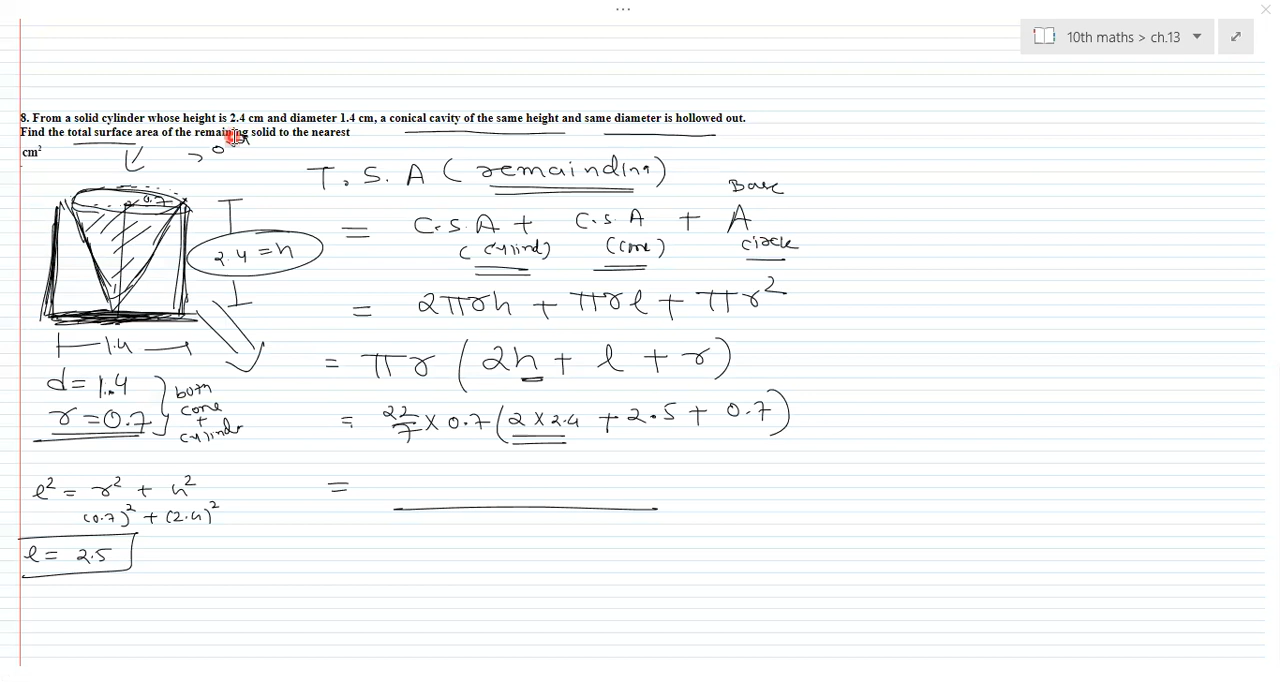 ...
10th maths > ch.13
8. From a solid cylinder whose height is 2.4 cm and diameter 1.4 cm, a conical cavity of the same height and same diameter is hollowed out.
Find the total surface area of the remaining solid to the nearest
cm²
T. S. A (remainding)
0.7
2.4 = h
1.4
d = 1.4
r = 0.7
both
cone
+
cylinder
l² = r² + h²
(0.7)² + (2.4)²
l = 2.5
Base
= C.S.A + C.S.A + A
(cylind) (cone) circle
= 2πrh + πrl + πr²
= πr (2h + l + r)
= 22/7 × 0.7 (2 × 2.4 + 2.5 + 0.7)
=